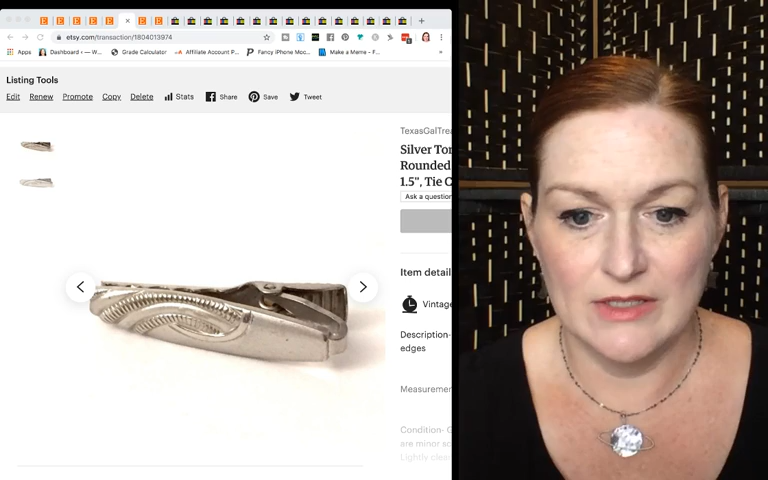 etsy.com/transaction/1804013974
Apps Dashboard ‹ — W... Grade Calculator Affiliate Account P... Fancy iPhone Moc... Make a Meme - F... »
Listing Tools
Edit Renew Promote Copy Delete Stats Share Save Tweet
TexasGalTrea
Silver Ton
Rounded
1.5", Tie C
Ask a question
Item detail
Vintage
Description-
edges
Measuremen
Condition- G
are minor sc
Lightly clean